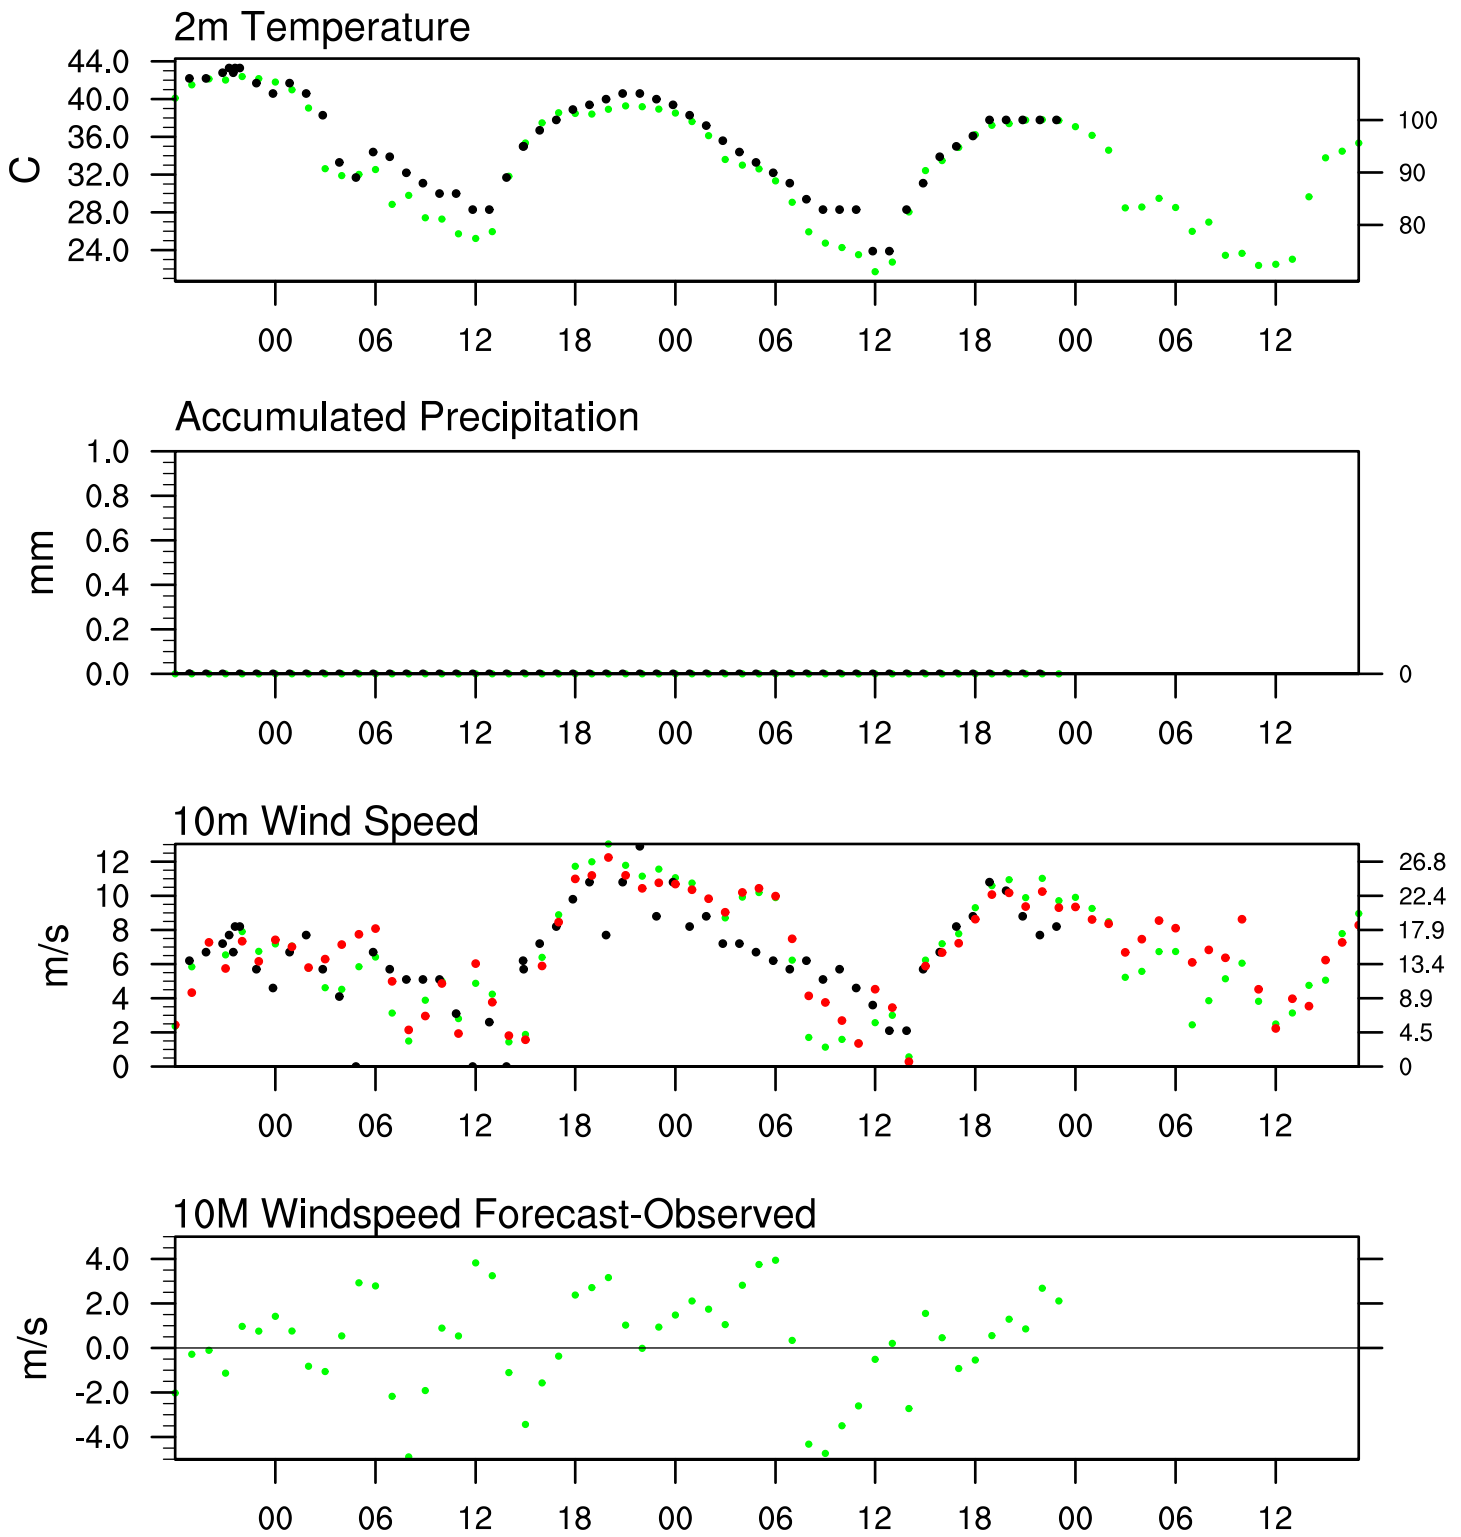 2m Temperature
44.0
40.0
36.0
32.0
28.0
24.0
C
100
90
80
00 06 12 18 00 06 12 18 00 06 12
Accumulated Precipitation
1.0
0.8
0.6
0.4
0.2
0.0
mm
0
00 06 12 18 00 06 12 18 00 06 12
10m Wind Speed
12
10
8
6
4
2
0
m/s
26.8
22.4
17.9
13.4
8.9
4.5
0
00 06 12 18 00 06 12 18 00 06 12
10M Windspeed Forecast-Observed
4.0
2.0
0.0
-2.0
-4.0
m/s
00 06 12 18 00 06 12 18 00 06 12